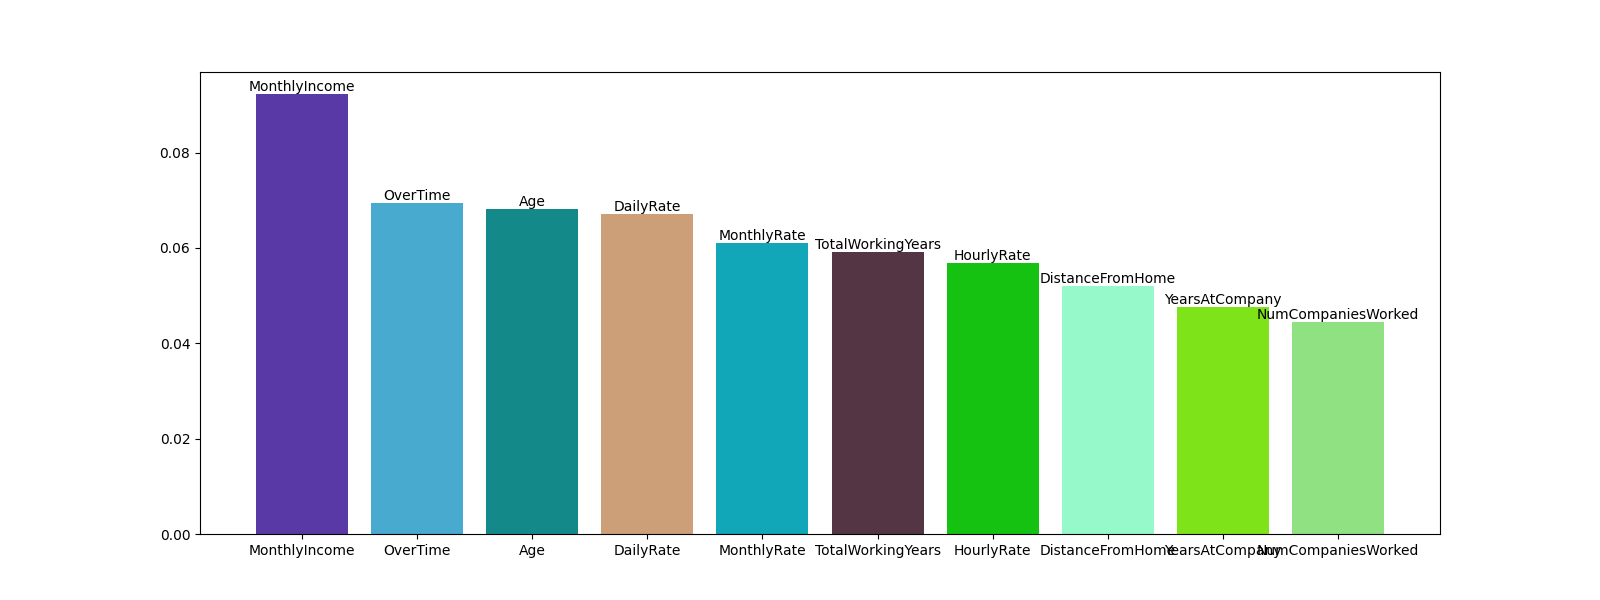 MonthlyIncome
0.08
OverTime
Age
DailyRate
0.06
MonthlyRate
TotalWorkingYears
HourlyRate
DistanceFromHome
YearsAtCompany
NumCompaniesWorked
0.04
0.02
0.00
MonthlyIncome OverTime Age DailyRate MonthlyRate TotalWorkingYears HourlyRate DistanceFromHome YearsAtCompany NumCompaniesWorked